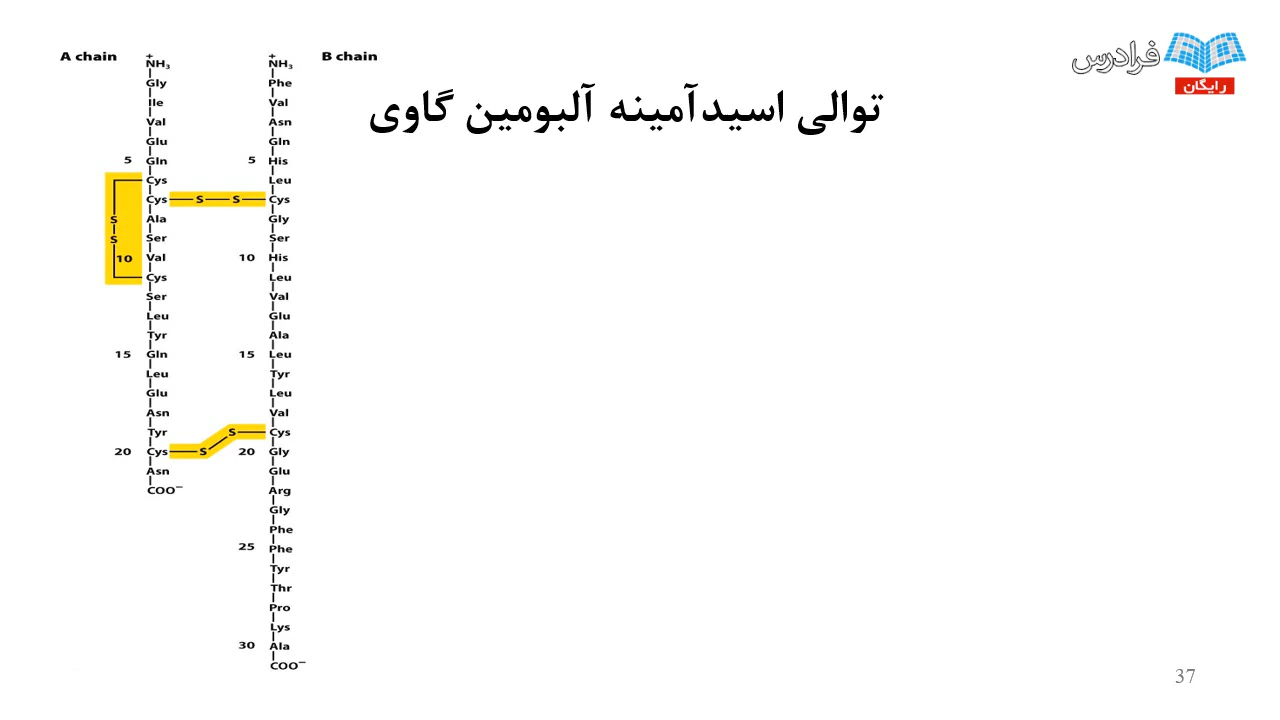 فرادرس
رایگان
توالی اسیدآمینه آلبومین گاوی
A chain
+
NH3
Gly
Ile
Val
Glu
5 Gln
Cys
Cys
Ala
Ser
10 Val
Cys
Ser
Leu
Tyr
15 Gln
Leu
Glu
Asn
Tyr
20 Cys
Asn
COO−
S
S
S S
S
S
B chain
+
NH3
Phe
Val
Asn
Gln
5 His
Leu
Cys
Gly
Ser
10 His
Leu
Val
Glu
Ala
15 Leu
Tyr
Leu
Val
Cys
20 Gly
Glu
Arg
Gly
Phe
25 Phe
Tyr
Thr
Pro
Lys
30 Ala
COO−
37